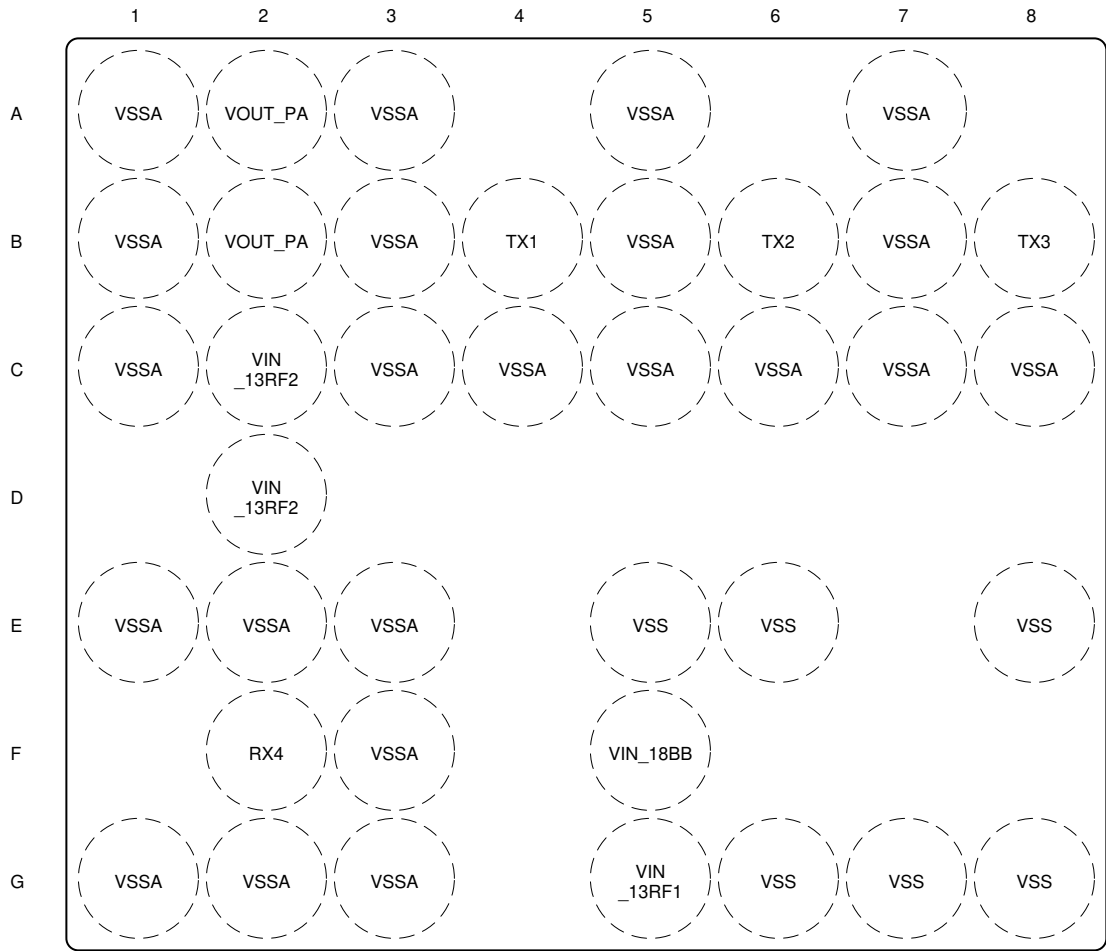 1 2 3 4 5 6 7 8
A VSSA VOUT_PA VSSA VSSA VSSA
B VSSA VOUT_PA VSSA TX1 VSSA TX2 VSSA TX3
C VSSA VIN _13RF2 VSSA VSSA VSSA VSSA VSSA VSSA
D VIN _13RF2
E VSSA VSSA VSSA VSS VSS VSS
F RX4 VSSA VIN_18BB
G VSSA VSSA VSSA VIN _13RF1 VSS VSS VSS